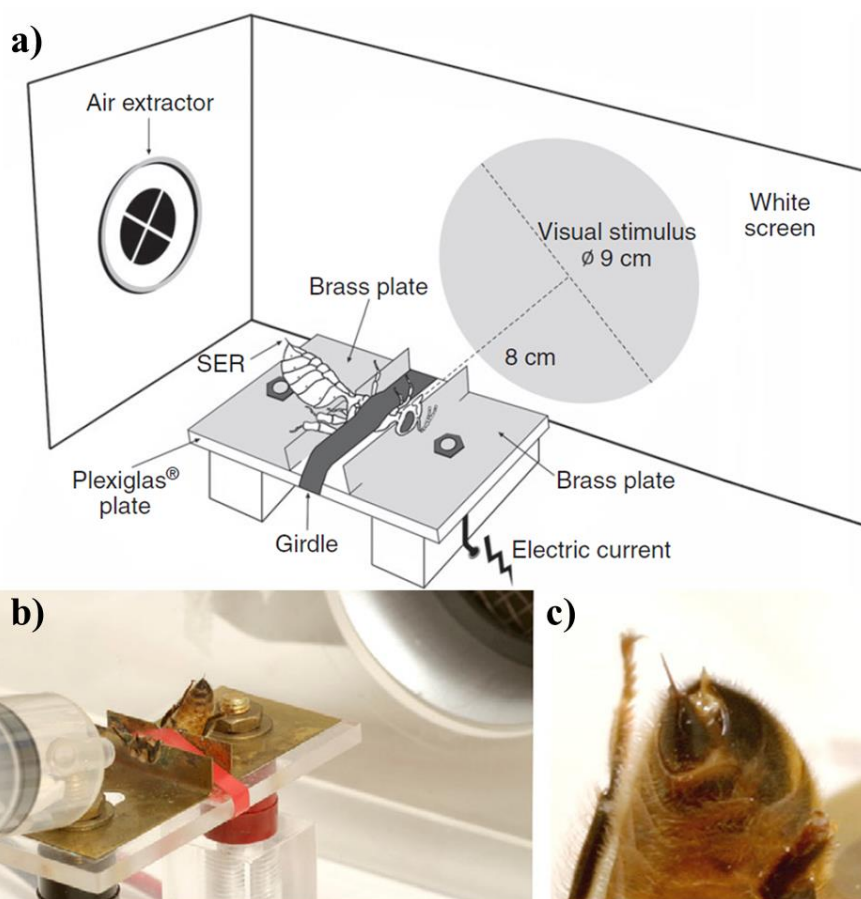 a)
Air extractor
White
screen
Visual stimulus
ø 9 cm
Brass plate
8 cm
SER
Plexiglas®
plate
Brass plate
Girdle
Electric current
b)
c)